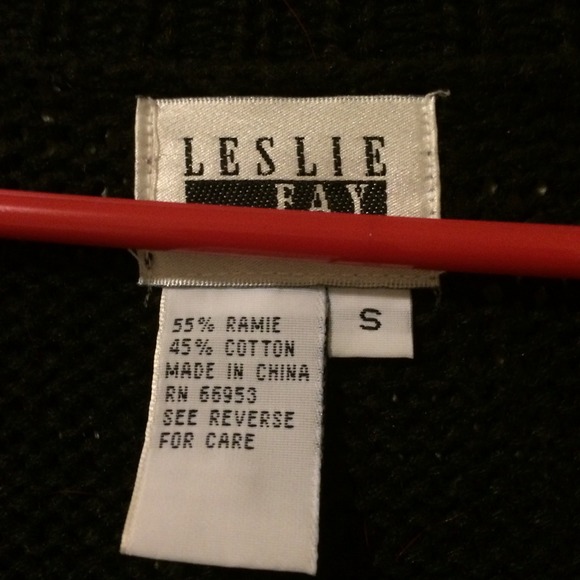 LESLIE
FAY
S
55% RAMIE
45% COTTON
MADE IN CHINA
RN 66953
SEE REVERSE
FOR CARE